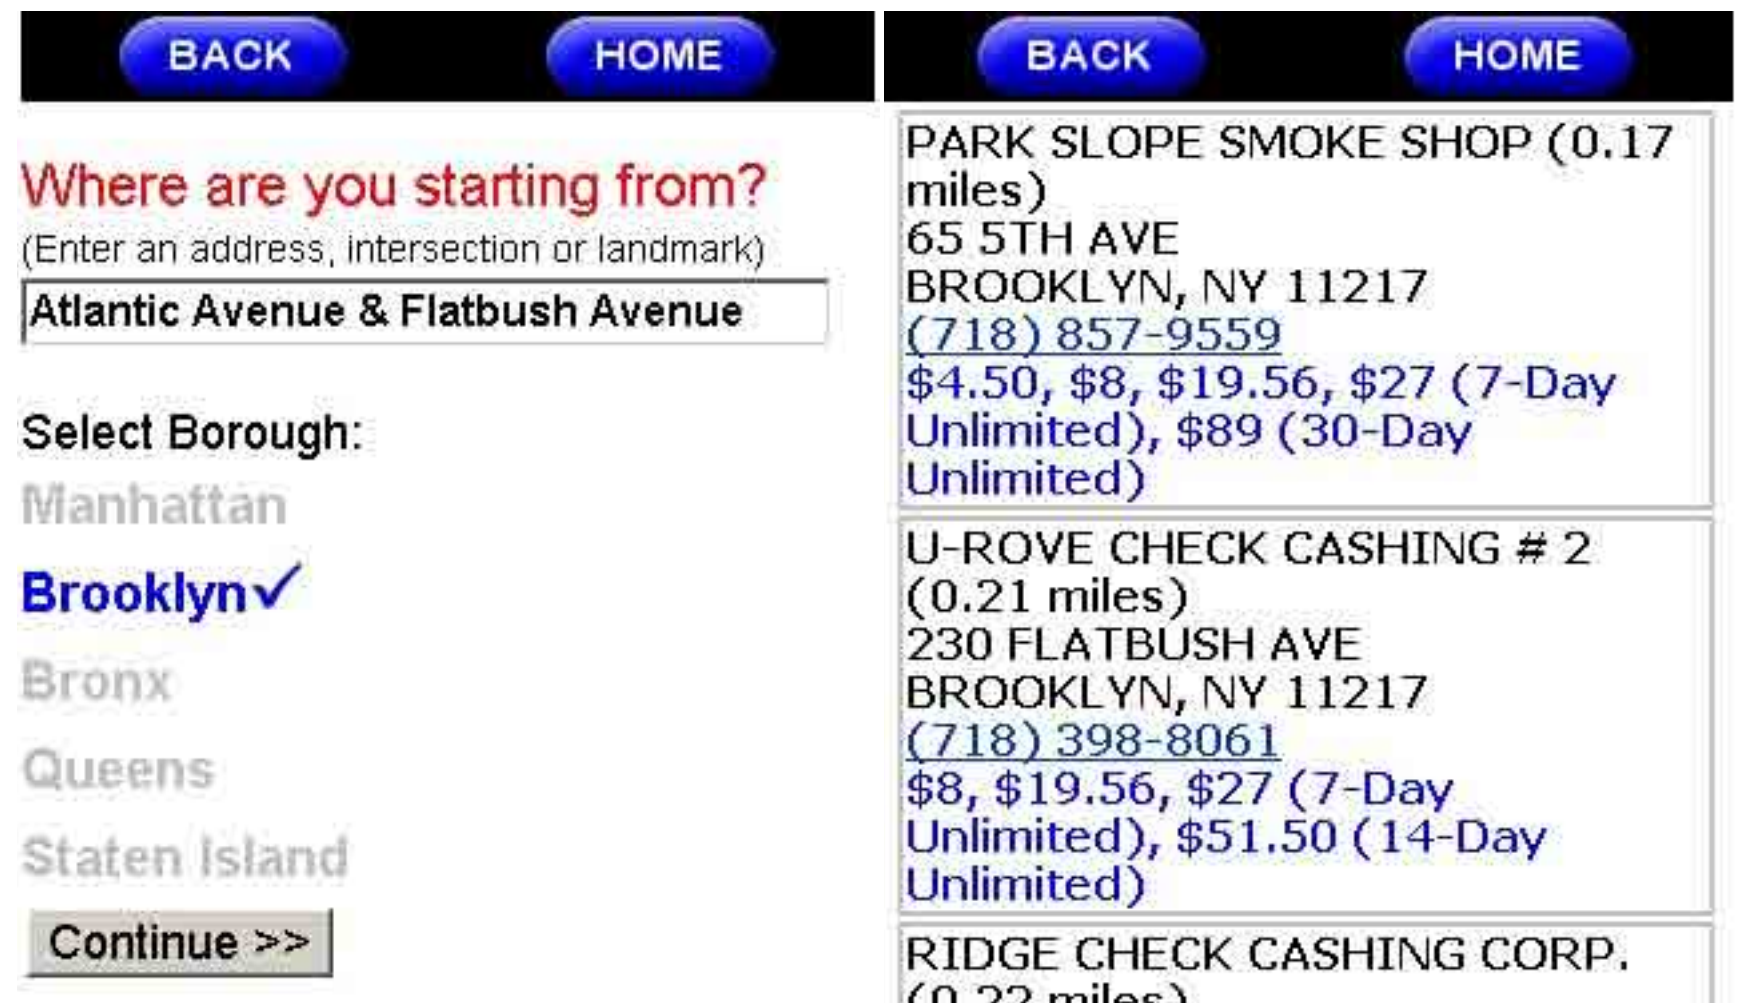 BACK
HOME
Where are you starting from?
(Enter an address, intersection or landmark)
Atlantic Avenue & Flatbush Avenue
Select Borough:
Manhattan
Brooklyn✓
Bronx
Queens
Staten Island
Continue >>
BACK
HOME
PARK SLOPE SMOKE SHOP (0.17
miles)
65 5TH AVE
BROOKLYN, NY 11217
(718) 857-9559
$4.50, $8, $19.56, $27 (7-Day
Unlimited), $89 (30-Day
Unlimited)
U-ROVE CHECK CASHING # 2
(0.21 miles)
230 FLATBUSH AVE
BROOKLYN, NY 11217
(718) 398-8061
$8, $19.56, $27 (7-Day
Unlimited), $51.50 (14-Day
Unlimited)
RIDGE CHECK CASHING CORP.
(0.22 miles)